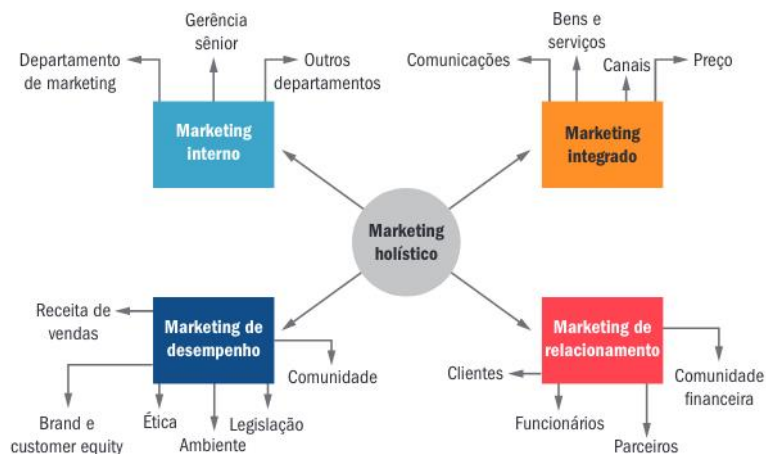 Gerência
sênior
Departamento
de marketing
Outros
departamentos
Marketing
interno
Bens e
serviços
Comunicações
Canais
Preço
Marketing
integrado
Marketing
holístico
Receita de
vendas
Marketing de
desempenho
Comunidade
Brand e
customer equity
Ética
Ambiente
Legislação
Marketing de
relacionamento
Clientes
Funcionários
Parceiros
Comunidade
financeira